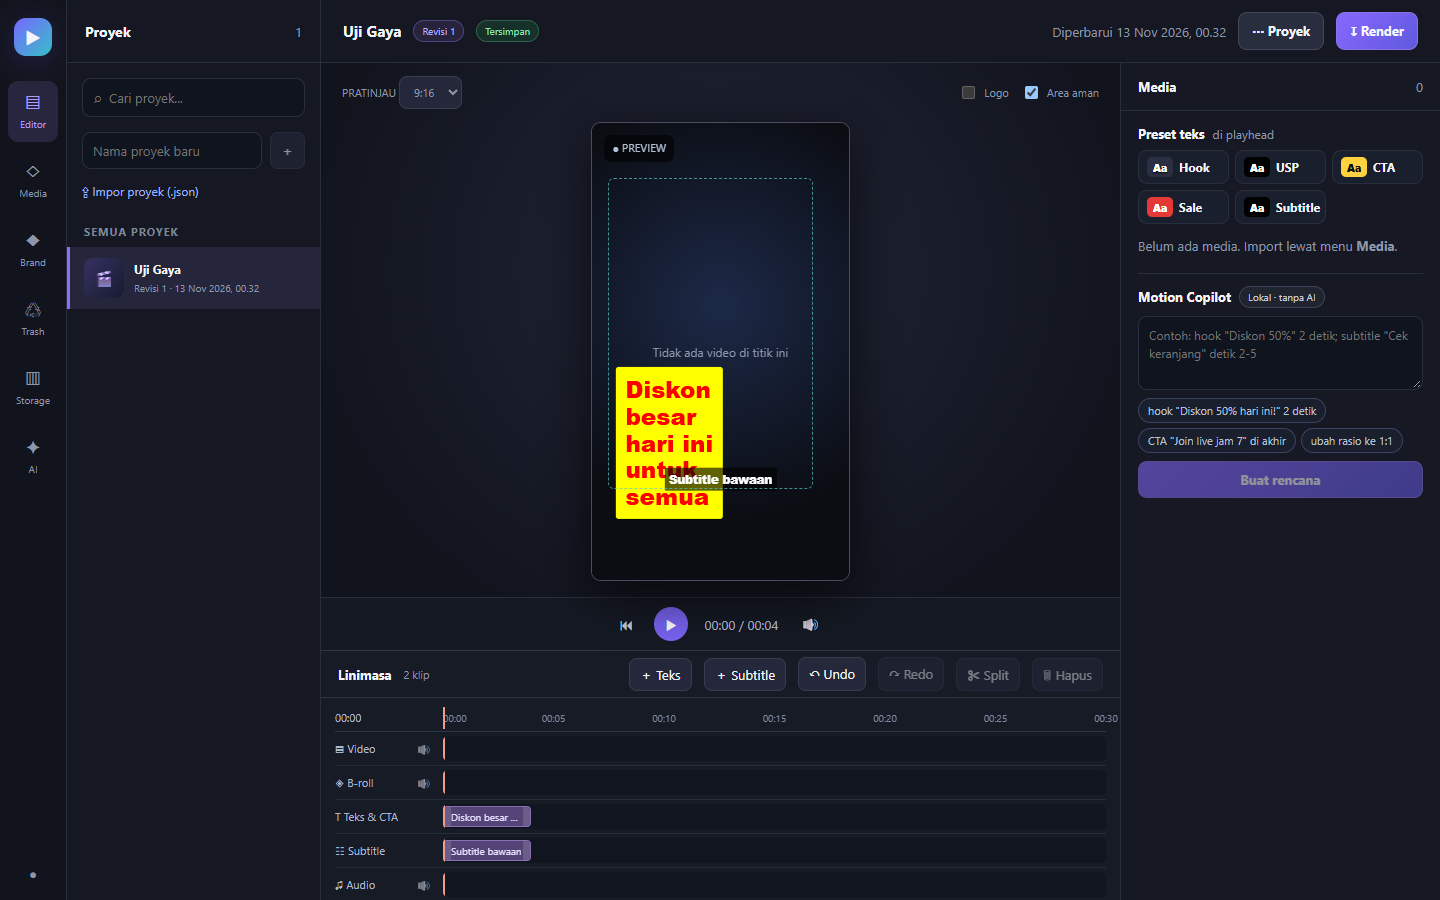 Editor
Media
Brand
Trash
Storage
AI
Proyek 1
Cari proyek...
Nama proyek baru
+
Impor proyek (.json)
SEMUA PROYEK
Uji Gaya
Revisi 1 · 13 Nov 2026, 00.32
Uji Gaya Revisi 1 Tersimpan
Diperbarui 13 Nov 2026, 00.32 ··· Proyek ↧ Render
PRATINJAU 9:16
Logo Area aman
● PREVIEW
Tidak ada video di titik ini
Diskon
besar
hari ini
untuk
semua
Subtitle bawaan
00:00 / 00:04
Linimasa 2 klip
+ Teks + Subtitle Undo Redo Split Hapus
00:00 00:00 00:05 00:10 00:15 00:20 00:25 00:30
Video
B-roll
T Teks & CTA
Diskon besar ...
Subtitle
Subtitle bawaan
Audio
Media 0
Preset teks di playhead
Aa Hook Aa USP Aa CTA
Aa Sale Aa Subtitle
Belum ada media. Import lewat menu Media.
Motion Copilot Lokal · tanpa AI
Contoh: hook "Diskon 50%" 2 detik; subtitle "Cek
keranjang" detik 2-5
hook "Diskon 50% hari ini!" 2 detik
CTA "Join live jam 7" di akhir ubah rasio ke 1:1
Buat rencana